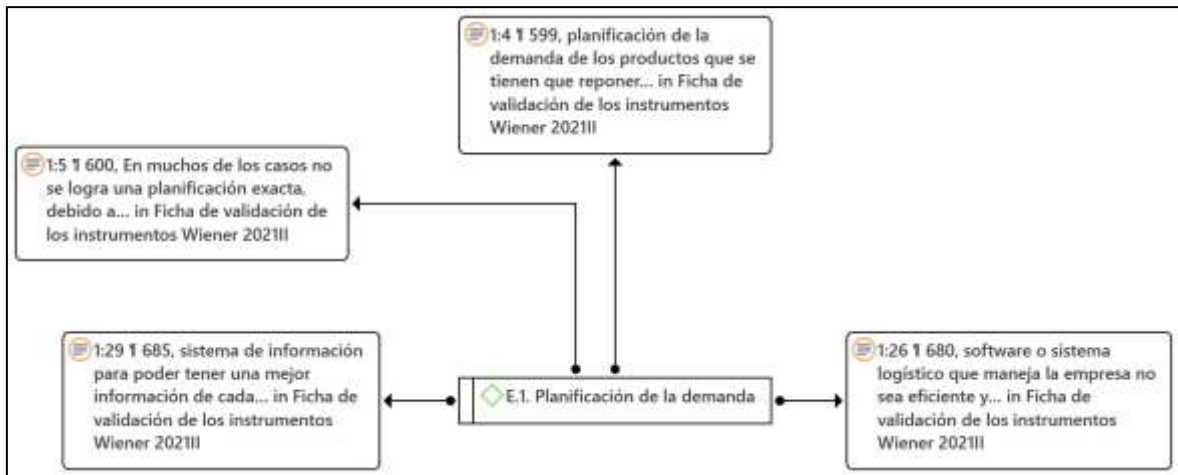 1:4 ¶ 599, planificación de la
demanda de los productos que se
tienen que reponer... in Ficha de
validación de los instrumentos
Wiener 2021II
1:5 ¶ 600, En muchos de los casos no
se logra una planificación exacta,
debido a... in Ficha de validación de
los instrumentos Wiener 2021II
1:29 ¶ 685, sistema de información
para poder tener una mejor
información de cada... in Ficha de
validación de los instrumentos
Wiener 2021II
E.1. Planificación de la demanda
1:26 ¶ 680, software o sistema
logístico que maneja la empresa no
sea eficiente y... in Ficha de
validación de los instrumentos
Wiener 2021II